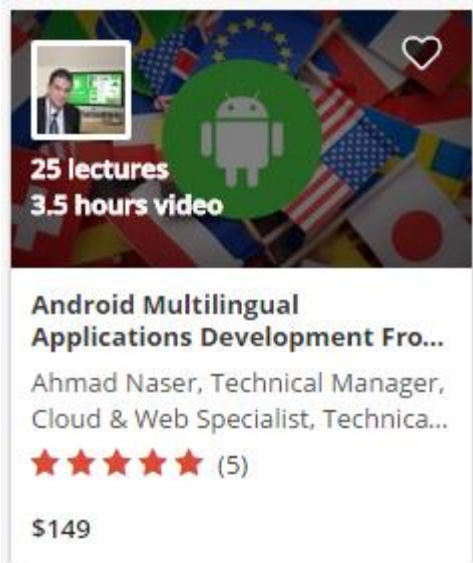 25 lectures
3.5 hours video
Android Multilingual
Applications Development Fro...
Ahmad Naser, Technical Manager,
Cloud & Web Specialist, Technica...
(5)
$149